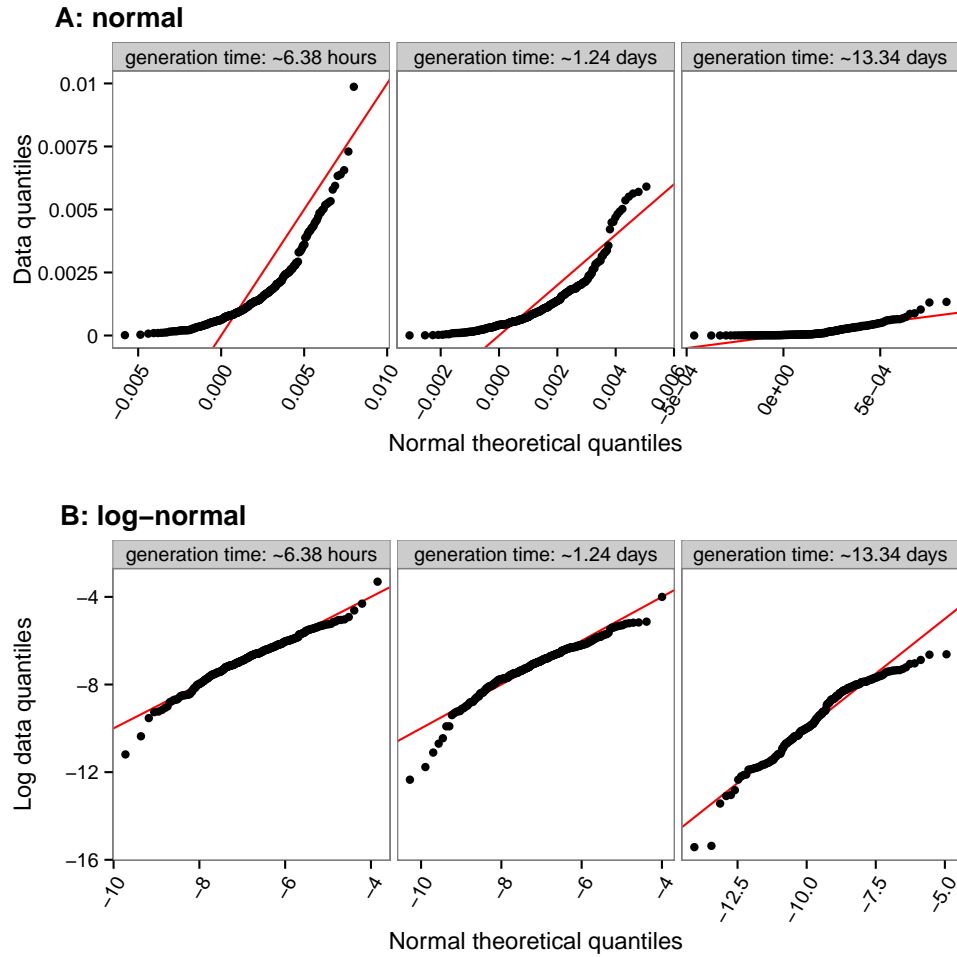 A: normal
generation time: ~6.38 hours
generation time: ~1.24 days
generation time: ~13.34 days
Data quantiles
0.01
0.0075
0.005
0.0025
0
−0.005
0.000
0.005
0.010
−0.002
0.000
0.002
0.004
0.006
−5e−04
0e+00
5e−04
Normal theoretical quantiles
B: log−normal
generation time: ~6.38 hours
generation time: ~1.24 days
generation time: ~13.34 days
Log data quantiles
−4
−8
−12
−16
−10
−8
−6
−4
−10
−8
−6
−4
−12.5
−10.0
−7.5
−5.0
Normal theoretical quantiles